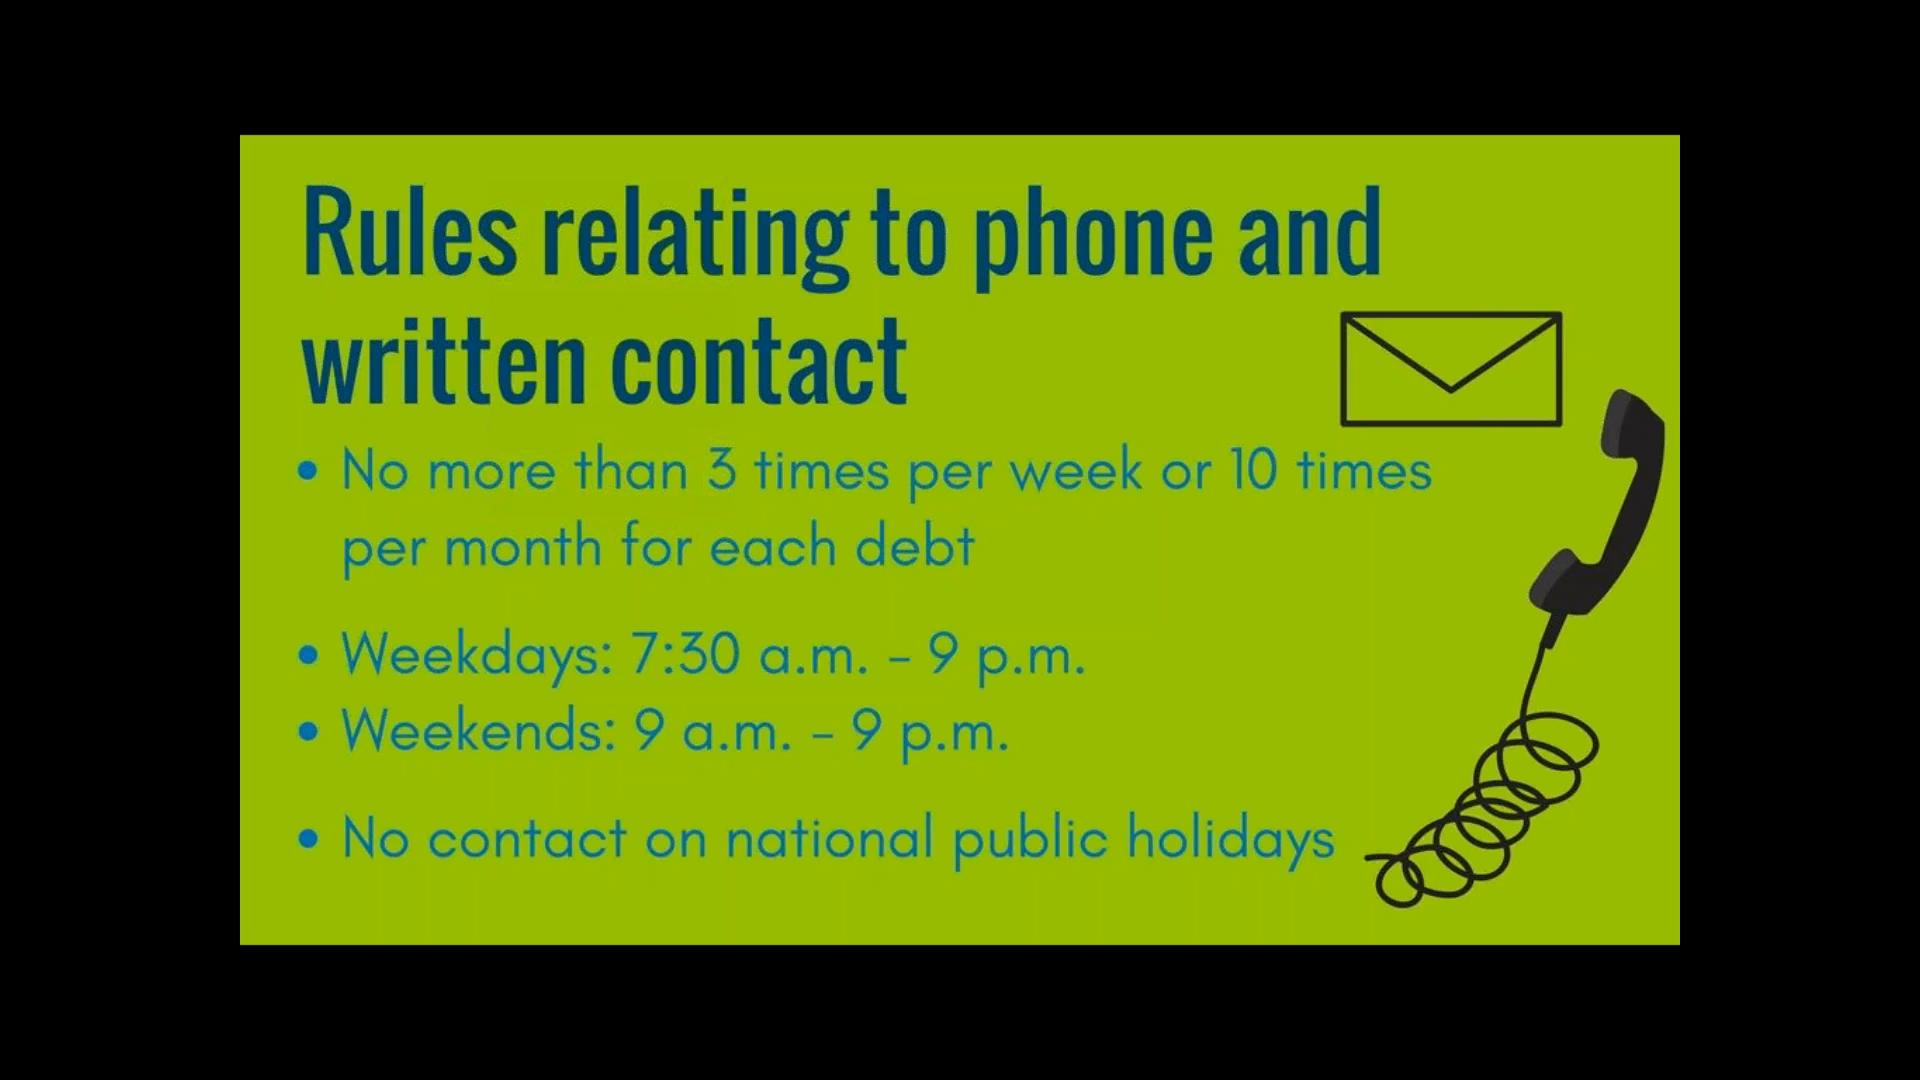 Rules relating to phone and
written contact
• No more than 3 times per week or 10 times
per month for each debt
• Weekdays: 7:30 a.m. - 9 p.m.
• Weekends: 9 a.m. - 9 p.m.
• No contact on national public holidays